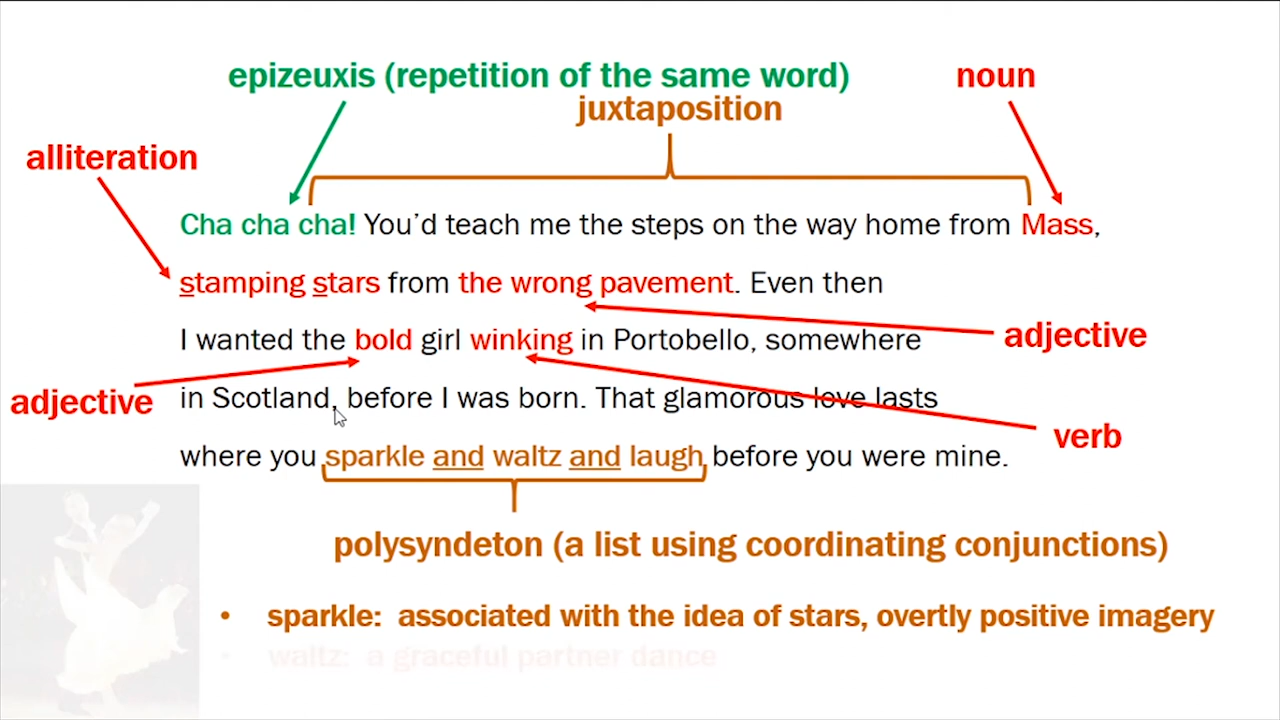 epizeuxis (repetition of the same word)
noun
juxtaposition
alliteration
Cha cha cha! You’d teach me the steps on the way home from Mass,
stamping stars from the wrong pavement. Even then
adjective
I wanted the bold girl winking in Portobello, somewhere
adjective
in Scotland, before I was born. That glamorous love lasts
verb
where you sparkle and waltz and laugh before you were mine.
polysyndeton (a list using coordinating conjunctions)
• sparkle: associated with the idea of stars, overtly positive imagery
• waltz: a graceful partner dance